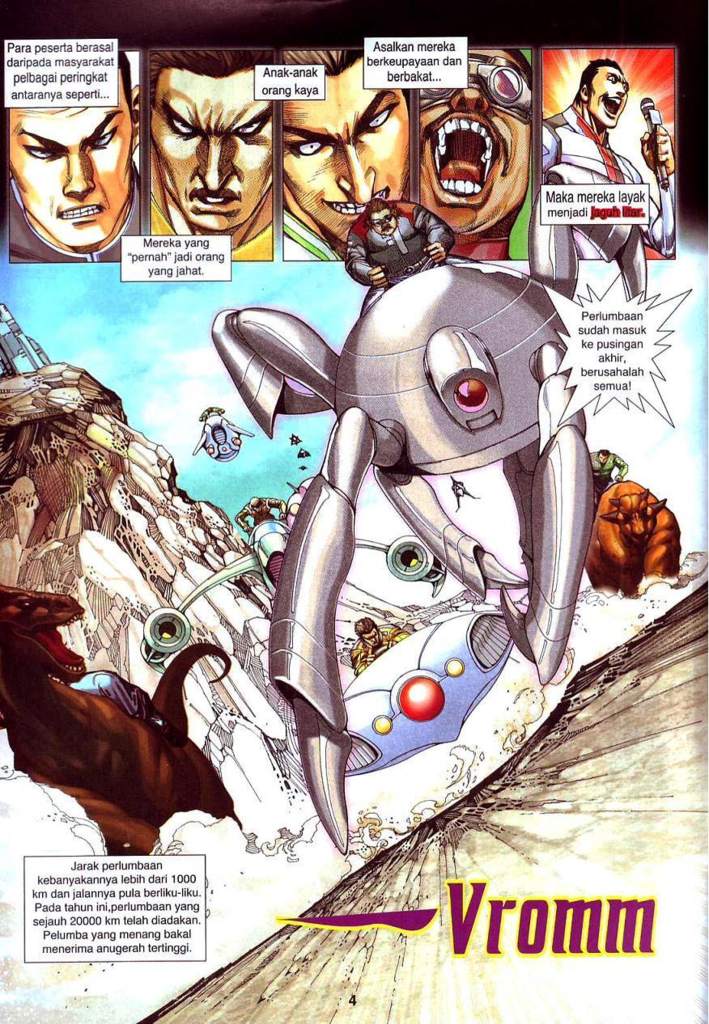 Para peserta berasal
daripada masyarakat
pelbagai peringkat
antaranya seperti...
Mereka yang
"pernah" jadi orang
yang jahat.
Anak-anak
orang kaya
Asalkan mereka
berkeupayaan dan
berbakat...
Maka mereka layak
menjadi Jaguh Liar.
Perlumbaan
sudah masuk
ke pusingan
akhir,
berusahalah
semua!
Jarak perlumbaan
kebanyakannya lebih dari 1000
km dan jalannya pula berliku-liku.
Pada tahun ini,perlumbaan yang
sejauh 20000 km telah diadakan.
Pelumba yang menang bakal
menerima anugerah tertinggi.
Vromm
4